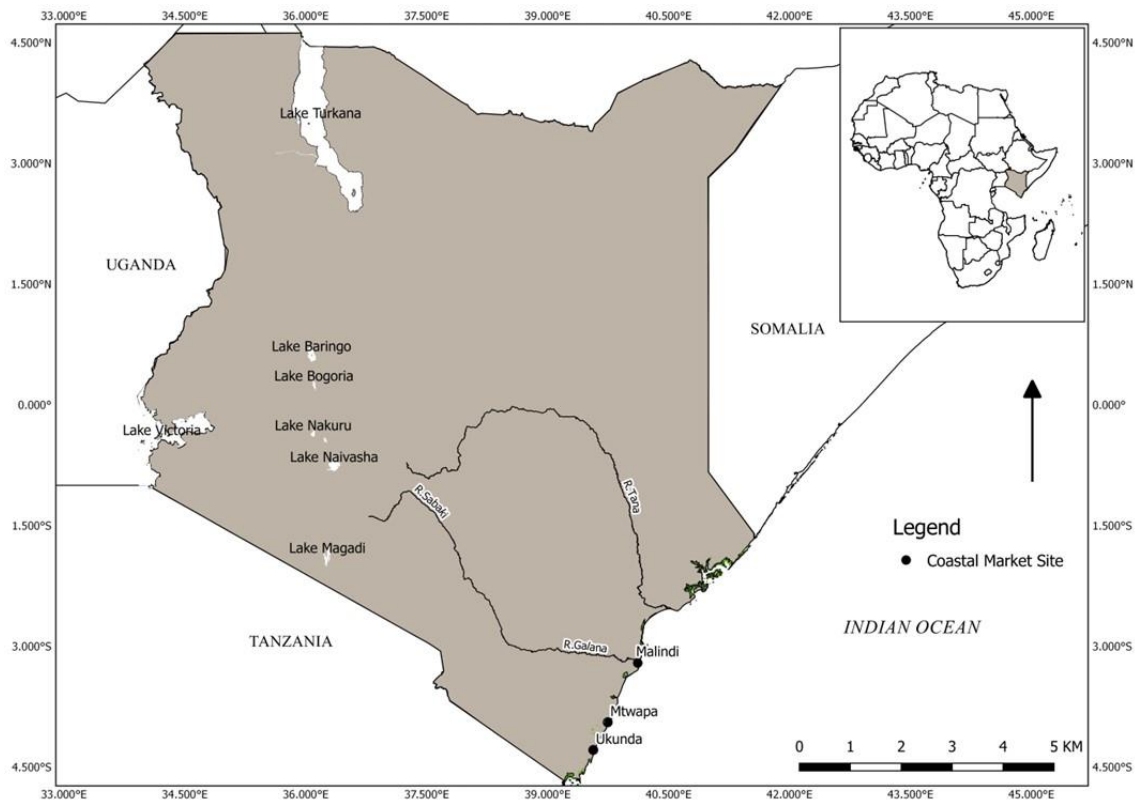 33.000°E 34.500°E 36.000°E 37.500°E 39.000°E 40.500°E 42.000°E 43.500°E 45.000°E
4.500°N 4.500°N
Lake Turkana
3.000°N 3.000°N
UGANDA
1.500°N 1.500°N
SOMALIA
Lake Baringo
Lake Bogoria
0.000° 0.000°
Lake Victoria
Lake Nakuru
Lake Naivasha
R.Sabaki
R.Tana
1.500°S 1.500°S
Legend
Lake Magadi
Coastal Market Site
INDIAN OCEAN
TANZANIA
3.000°S 3.000°S
R.Galana
Malindi
Mtwapa
Ukunda
0 1 2 3 4 5 KM
4.500°S 4.500°S
33.000°E 34.500°E 36.000°E 37.500°E 39.000°E 40.500°E 42.000°E 43.500°E 45.000°E